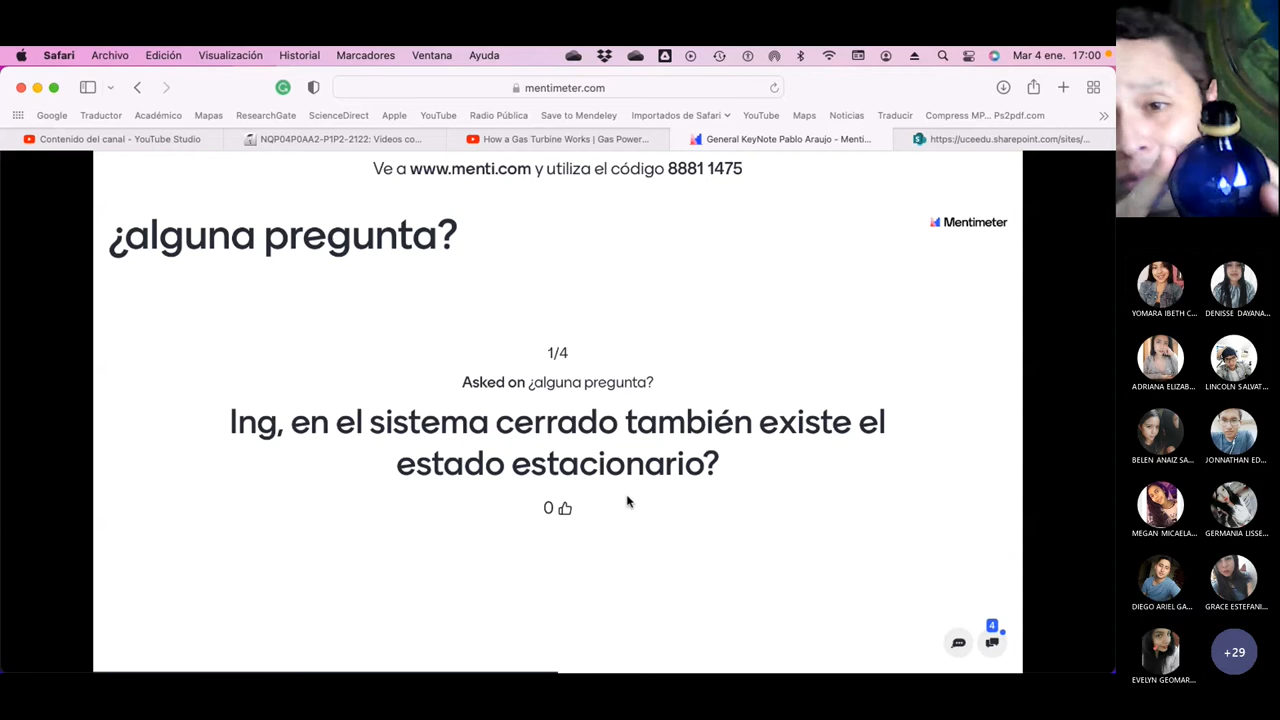 Safari Archivo Edición Visualización Historial Marcadores Ventana Ayuda Mar 4 ene. 17:00
mentimeter.com
Google Traductor Académico Mapas ResearchGate ScienceDirect Apple YouTube Radio Pública Save to Mendeley Importados de Safari YouTube Maps Noticias Traducir Compress MP... Ps2pdf.com
Contenido del canal - YouTube Studio NQP04P0AA2-P1P2-2122: Videos co... How a Gas Turbine Works | Gas Power... General KeyNote Pablo Araujo - Menti... https://uceedu.sharepoint.com/sites/...
Ve a www.menti.com y utiliza el código 8881 1475
¿alguna pregunta?
Mentimeter
1/4
Asked on ¿alguna pregunta?
Ing, en el sistema cerrado también existe el
estado estacionario?
0
4
YOMARA IBETH C... DENISSE DAYANA...
ADRIANA ELIZAB... LINCOLN SALVAT...
BELEN ANAIZ SA... JONNATHAN ED...
MEGAN MICAELA... GERMANIA LISSE...
DIEGO ARIEL GA... GRACE ESTEFANI...
EVELYN GEOMAR... +29